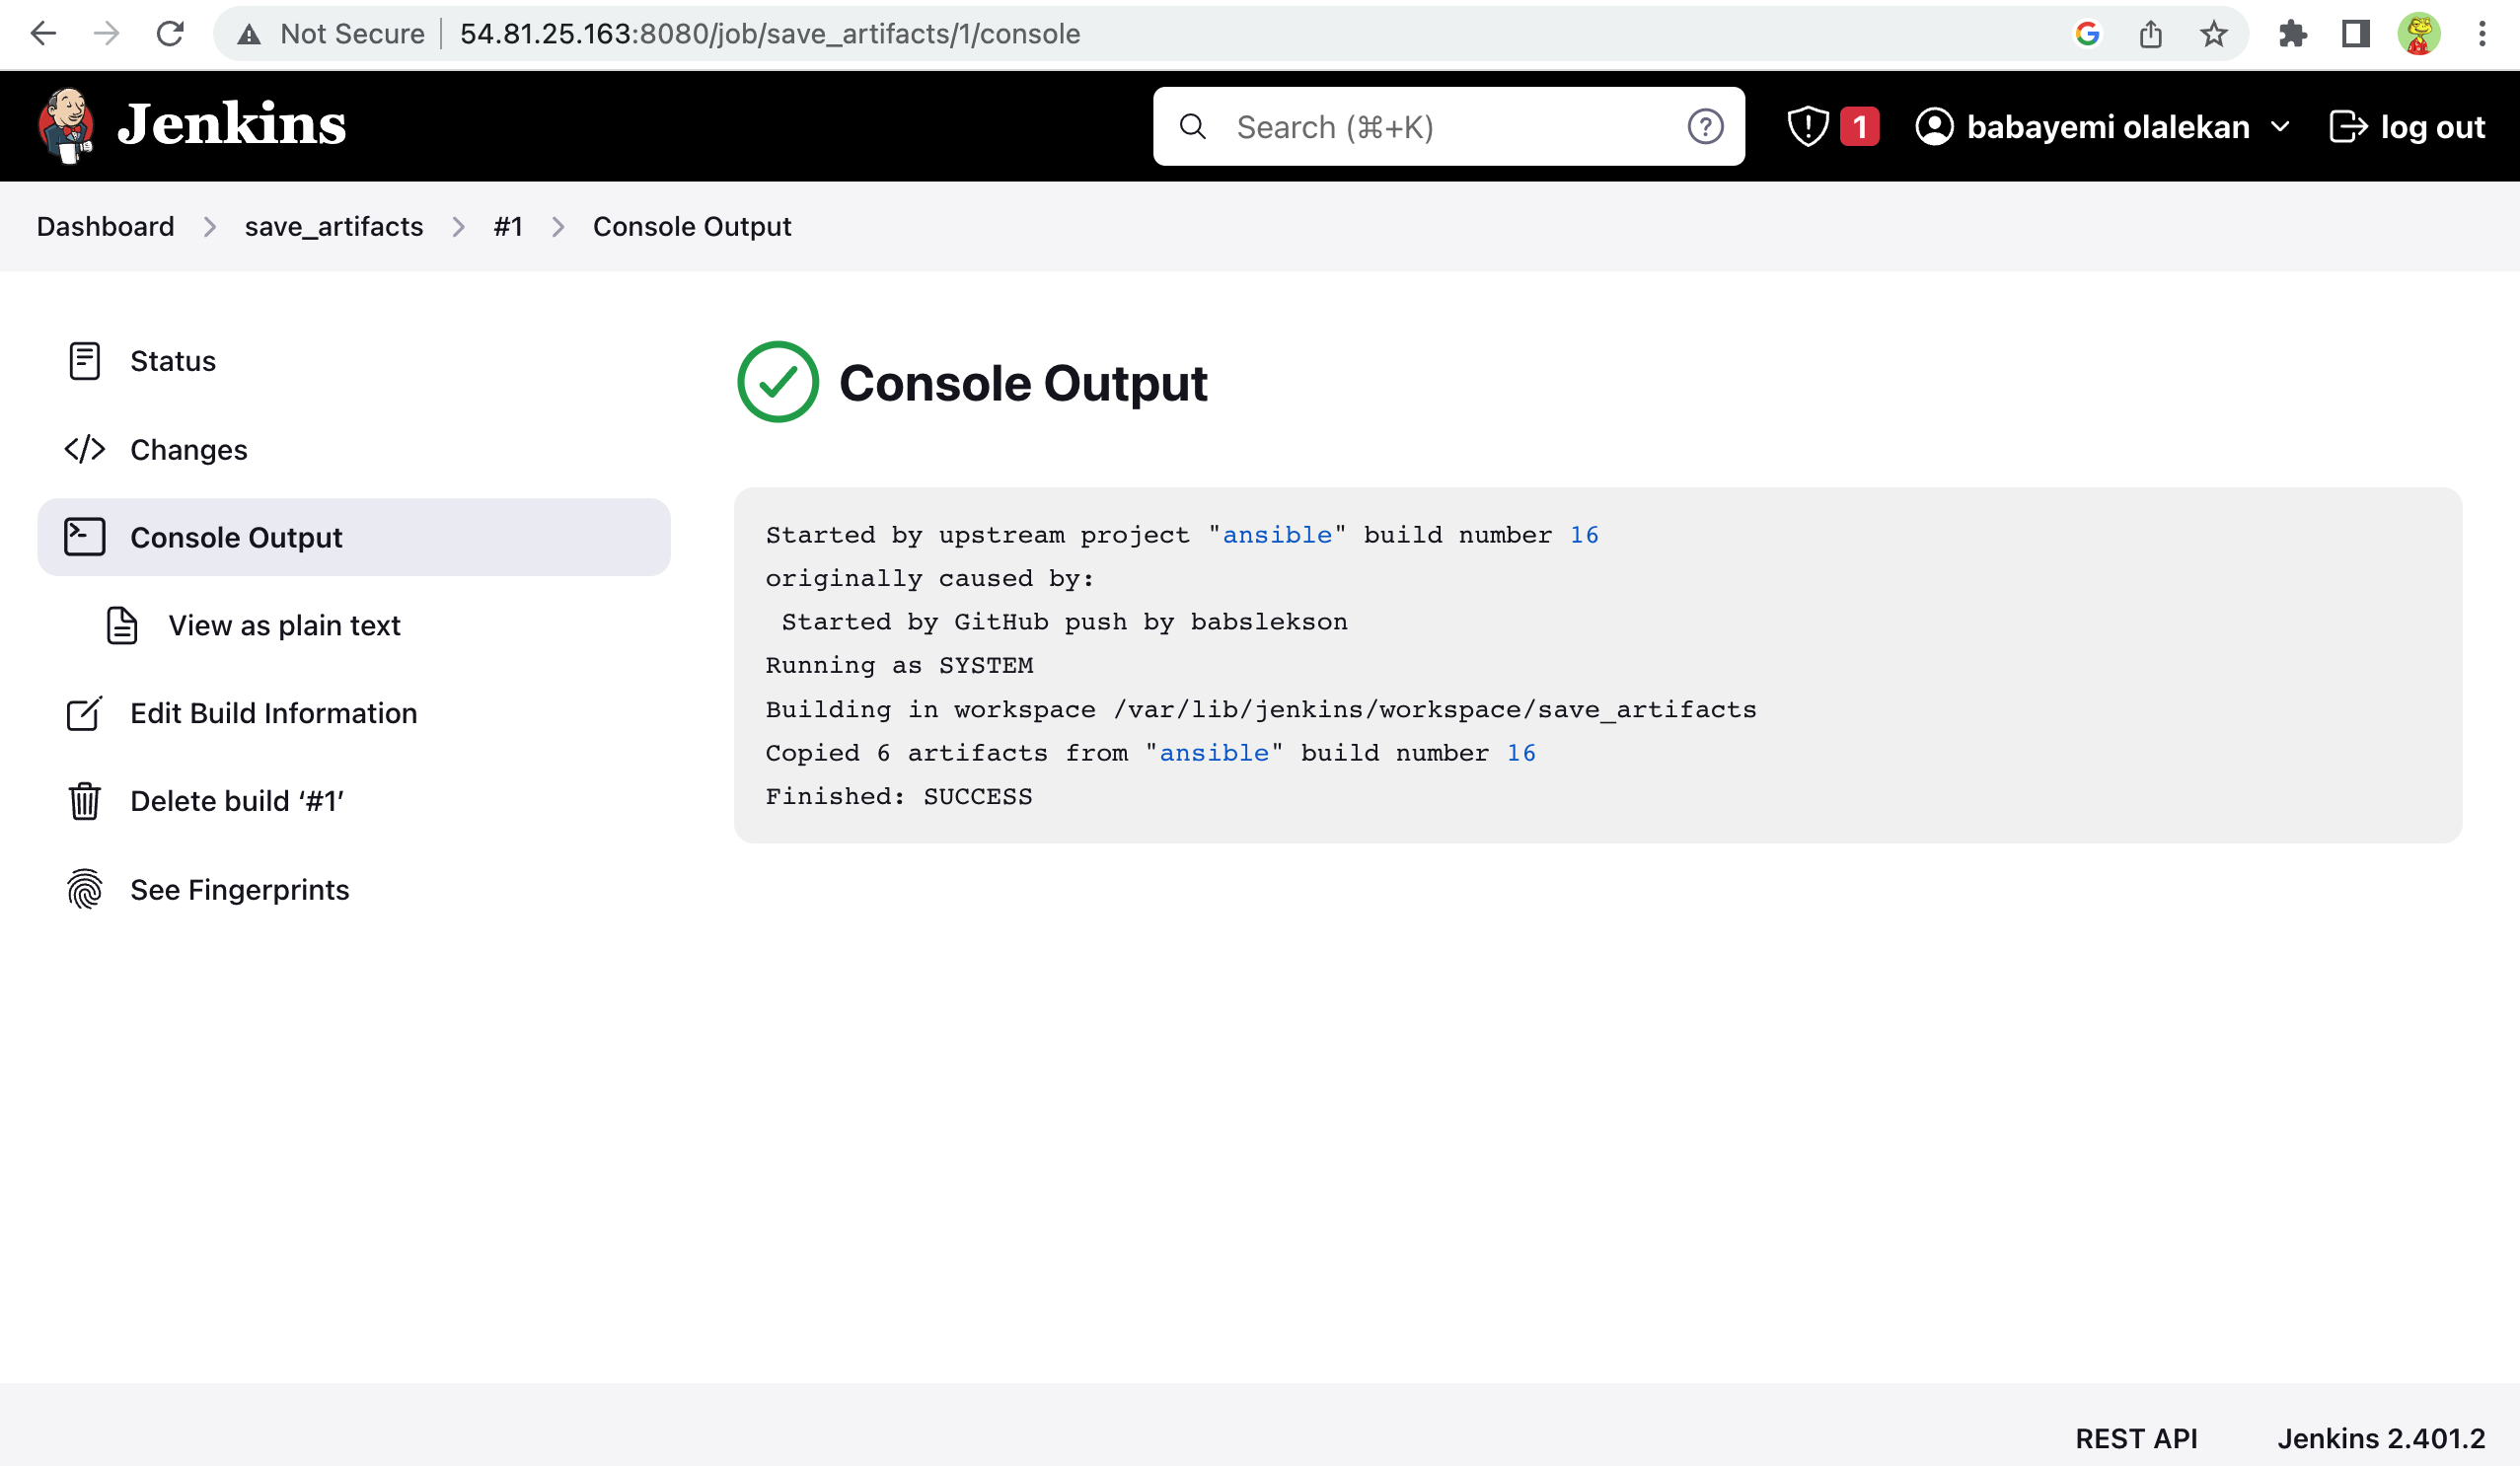 Not Secure 54.81.25.163:8080/job/save_artifacts/1/console
Jenkins Search (⌘+K) ? 1 babayemi olalekan log out
Dashboard save_artifacts #1 Console Output
Status
Changes
Console Output
View as plain text
Edit Build Information
Delete build ‘#1’
See Fingerprints
Console Output
Started by upstream project "ansible" build number 16
originally caused by:
Started by GitHub push by babslekson
Running as SYSTEM
Building in workspace /var/lib/jenkins/workspace/save_artifacts
Copied 6 artifacts from "ansible" build number 16
Finished: SUCCESS
REST API Jenkins 2.401.2